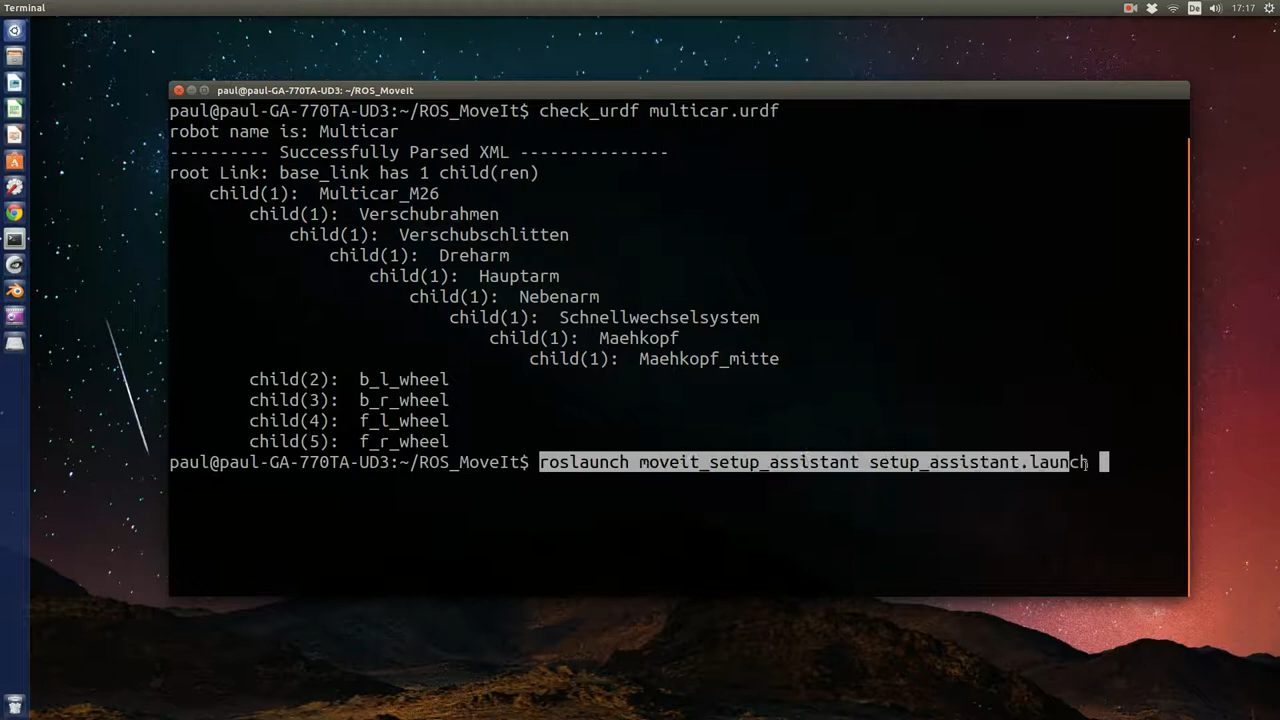 Terminal
De
17:17
paul@paul-GA-770TA-UD3: ~/ROS_MoveIt
paul@paul-GA-770TA-UD3:~/ROS_MoveIt$ check_urdf multicar.urdf
robot name is: Multicar
---------- Successfully Parsed XML ---------------
root Link: base_link has 1 child(ren)
    child(1):  Multicar_M26
        child(1):  Verschubrahmen
            child(1):  Verschubschlitten
                child(1):  Dreharm
                    child(1):  Hauptarm
                        child(1):  Nebenarm
                            child(1):  Schnellwechselsystem
                                child(1):  Maehkopf
                                    child(1):  Maehkopf_mitte
        child(2):  b_l_wheel
        child(3):  b_r_wheel
        child(4):  f_l_wheel
        child(5):  f_r_wheel
paul@paul-GA-770TA-UD3:~/ROS_MoveIt$ roslaunch moveit_setup_assistant setup_assistant.launch